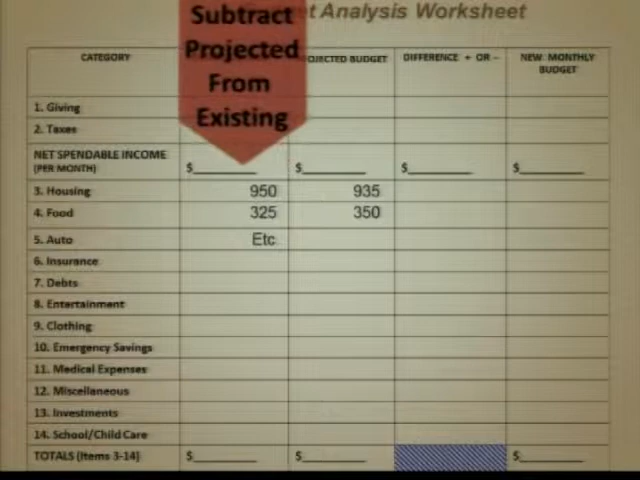 Subtract
Projected
From
Existing
Analysis Worksheet
CATEGORY
BUDGET
DIFFERENCE + OR -
NEW MONTHLY
BUDGET
1. Giving
2. Taxes
NET SPENDABLE INCOME
(PER MONTH)
$ $ $ $
3. Housing 950 935
4. Food 325 350
5. Auto Etc
6. Insurance
7. Debts
8. Entertainment
9. Clothing
10. Emergency Savings
11. Medical Expenses
12. Miscellaneous
13. Investments
14. School/Child Care
TOTALS (Items 3-14) $ $ $